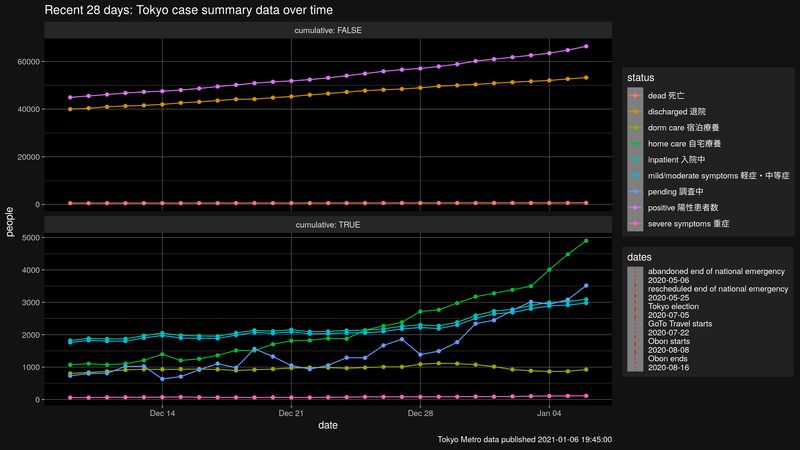 Recent 28 days: Tokyo case summary data over time
cumulative: FALSE
60000
40000
20000
0
cumulative: TRUE
5000
4000
3000
2000
1000
0
people
Dec 14
Dec 21
Dec 28
Jan 04
date
Tokyo Metro data published 2021-01-06 19:45:00
status
dead 死亡
discharged 退院
dorm care 宿泊療養
home care 自宅療養
inpatient 入院中
mild/moderate symptoms 軽症・中等症
pending 調査中
positive 陽性患者数
severe symptoms 重症
dates
abandoned end of national emergency
2020-05-06
rescheduled end of national emergency
2020-05-25
Tokyo election
2020-07-05
GoTo Travel starts
2020-07-22
Obon starts
2020-08-08
Obon ends
2020-08-16